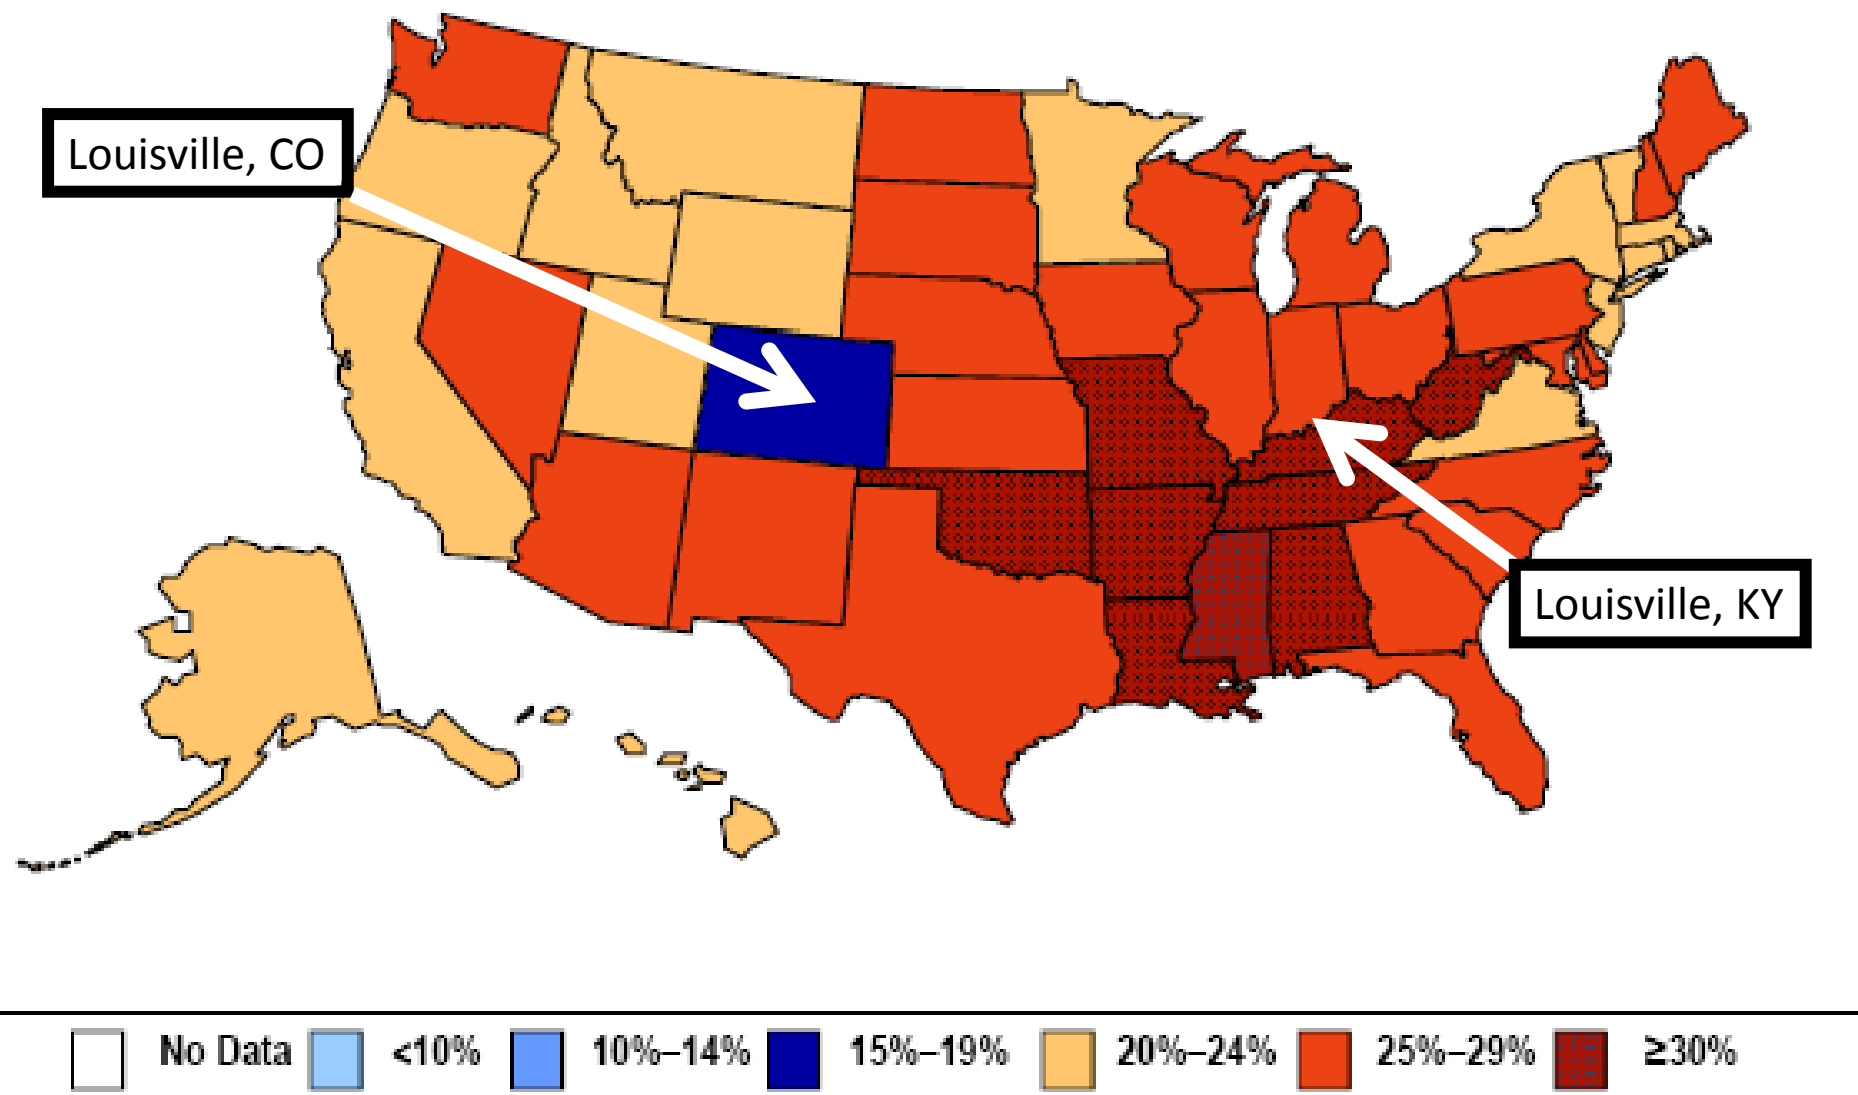 Louisville, CO
Louisville, KY
No Data <10% 10%–14% 15%–19% 20%–24% 25%–29% ≥30%